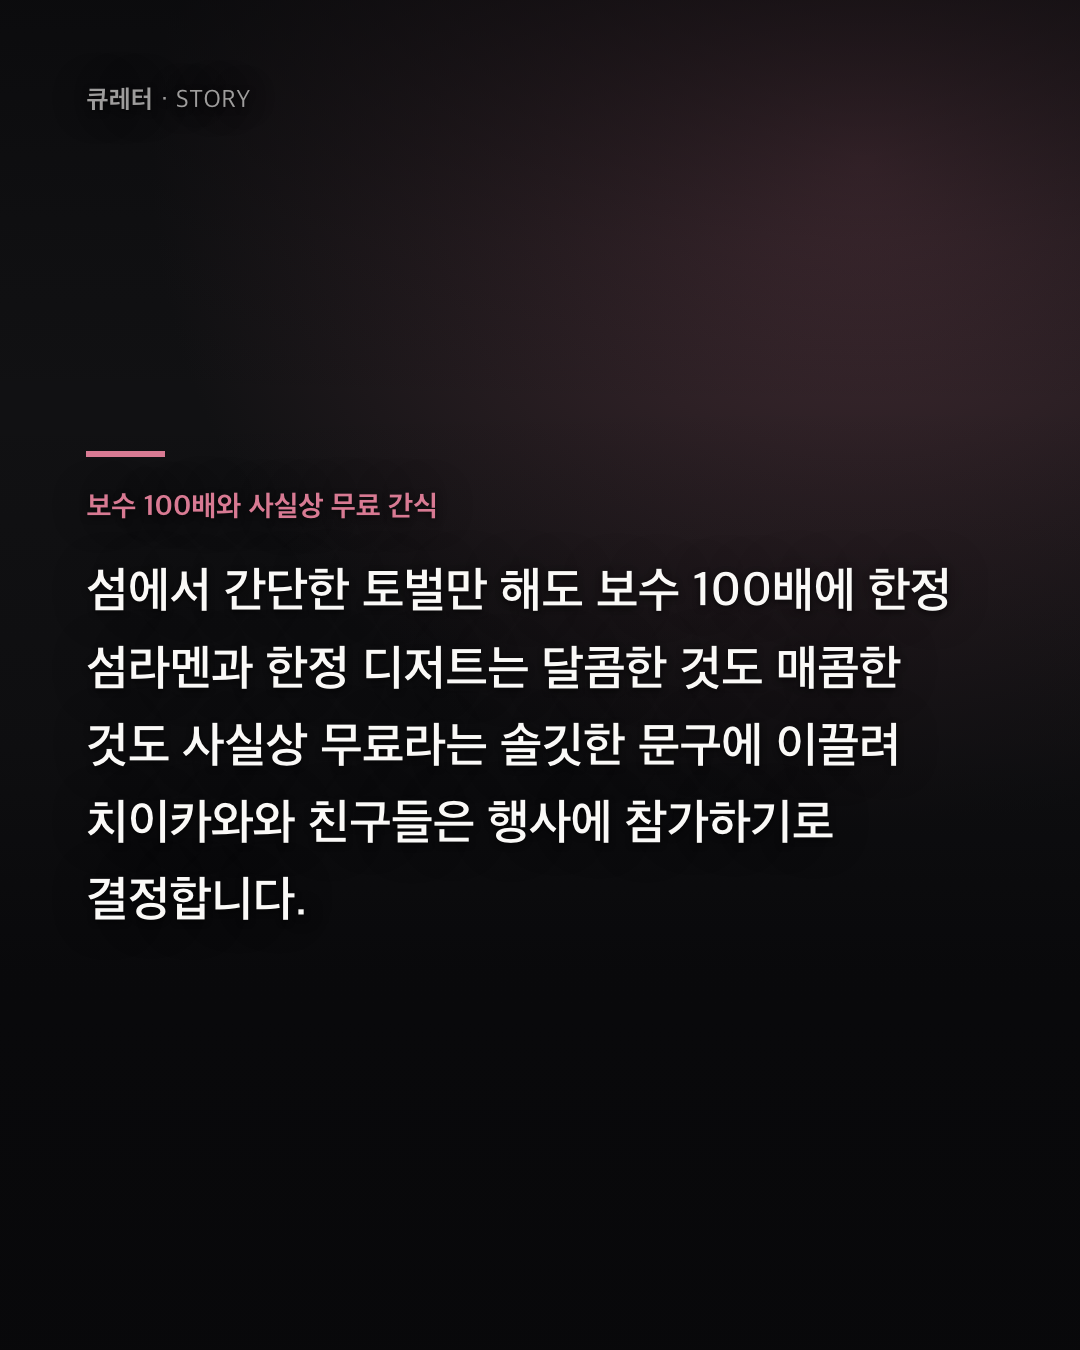 큐레터 · STORY
보수 100배와 사실상 무료 간식
섬에서 간단한 토벌만 해도 보수 100배에 한정
섬라멘과 한정 디저트는 달콤한 것도 매콤한
것도 사실상 무료라는 솔깃한 문구에 이끌려
치이카와와 친구들은 행사에 참가하기로
결정합니다.